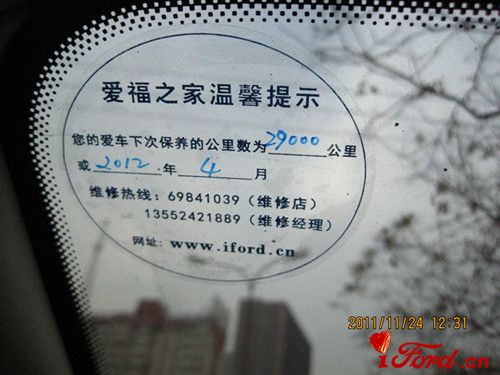 爱福之家温馨提示
您的爱车下次保养的公里数为29000公里
或2012年4月
维修热线：69841039（维修店）
13552421889（维修经理）
网址：www.iford.cn
2011/11/24 12:31
iFord.cn